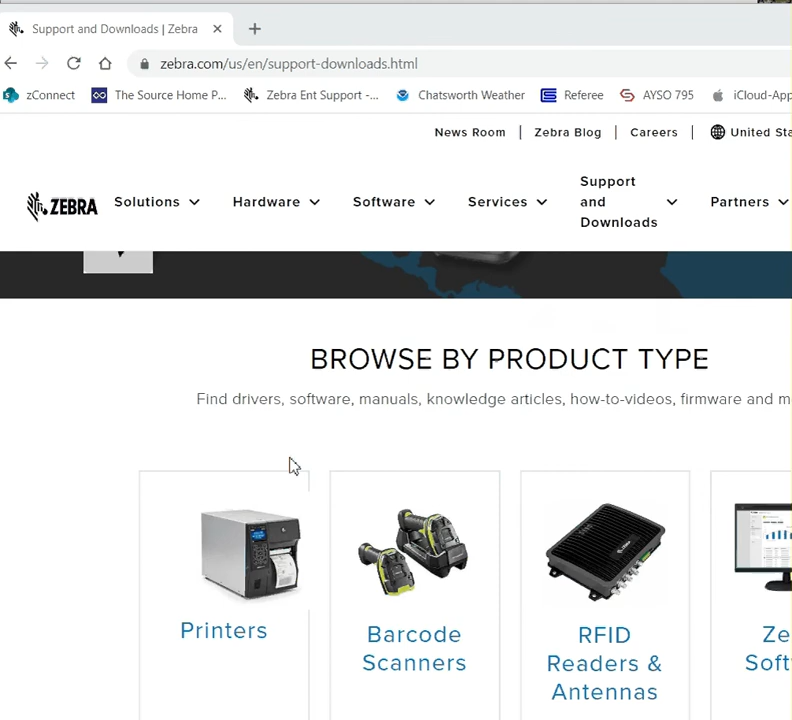 Support and Downloads | Zebra
zebra.com/us/en/support-downloads.html
zConnect The Source Home P... Zebra Ent Support -... Chatsworth Weather Referee AYSO 795 iCloud-App
News Room | Zebra Blog | Careers | United Sta
ZEBRA Solutions Hardware Software Services Support and Downloads Partners
BROWSE BY PRODUCT TYPE
Find drivers, software, manuals, knowledge articles, how-to-videos, firmware and m
Printers
Barcode
Scanners
RFID
Readers &
Antennas
Ze
Soft